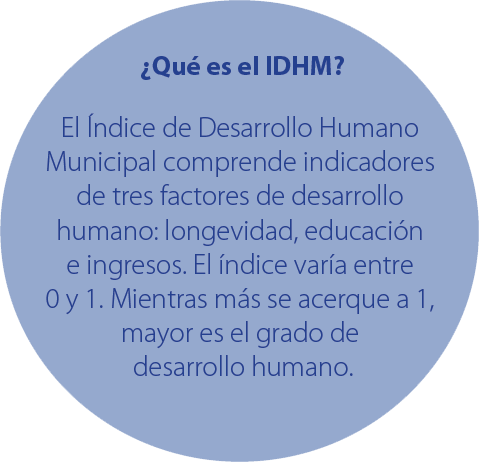 ¿Qué es el IDHM?
El Índice de Desarrollo Humano
Municipal comprende indicadores
de tres factores de desarrollo
humano: longevidad, educación
e ingresos. El índice varía entre
0 y 1. Mientras más se acerque a 1,
mayor es el grado de
desarrollo humano.